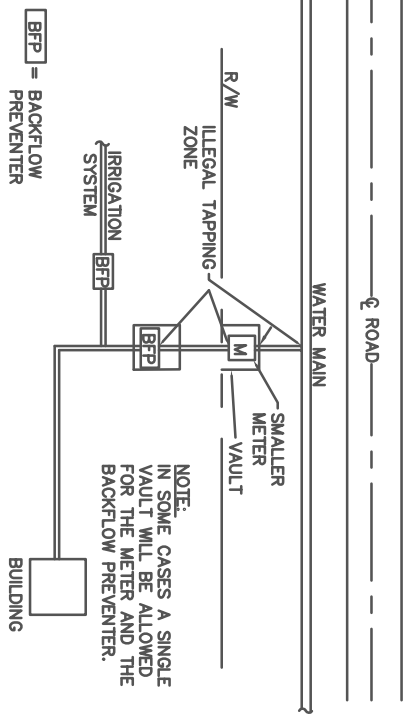 ℄ ROAD
WATER MAIN
R/W
ILLEGAL TAPPING
ZONE
M
SMALLER
METER
VAULT
IRRIGATION
SYSTEM
BFP
BFP
NOTE:
IN SOME CASES A SINGLE
VAULT WILL BE ALLOWED
FOR THE METER AND THE
BACKFLOW PREVENTER.
BUILDING
BFP = BACKFLOW
PREVENTER